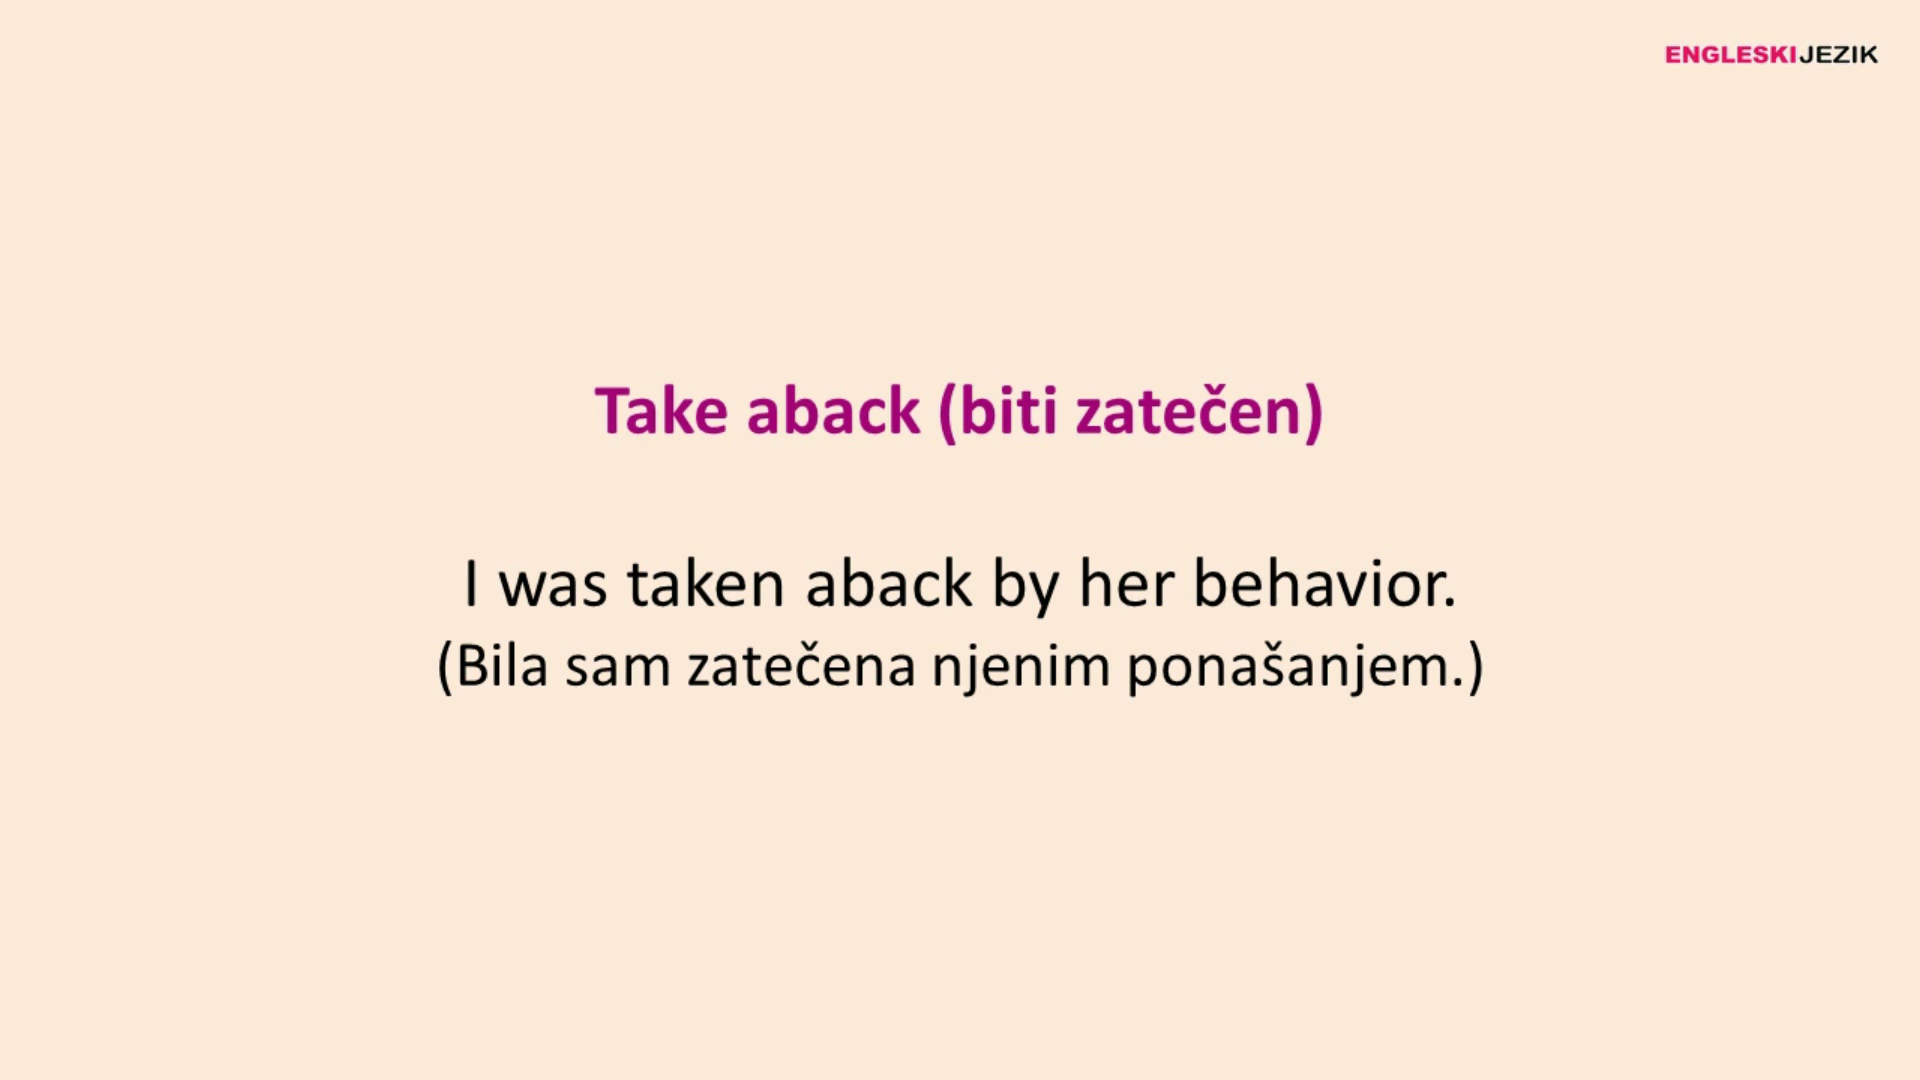 ENGLESKIJEZIK
Take aback (biti zatečen)
I was taken aback by her behavior.
(Bila sam zatečena njenim ponašanjem.)